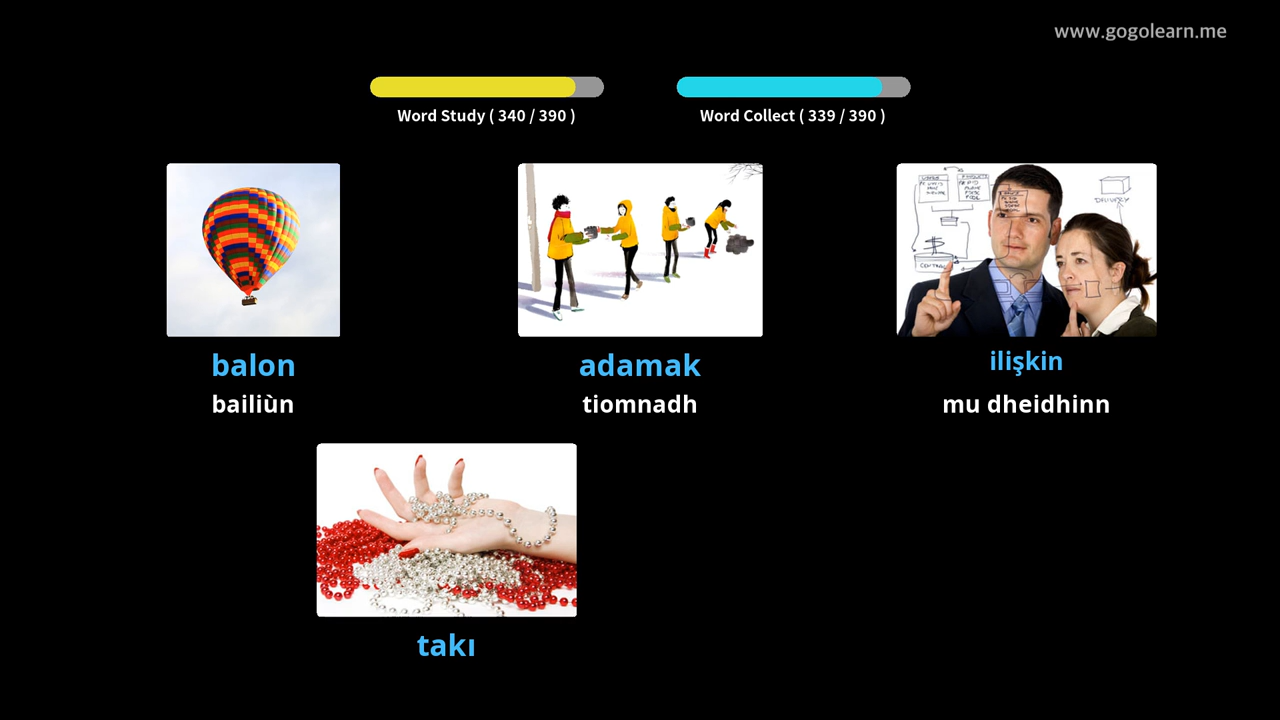 www.gogolearn.me
Word Study ( 340 / 390 )
Word Collect ( 339 / 390 )
balon
adamak
ilişkin
bailiùn
tiomnadh
mu dheidhinn
takı